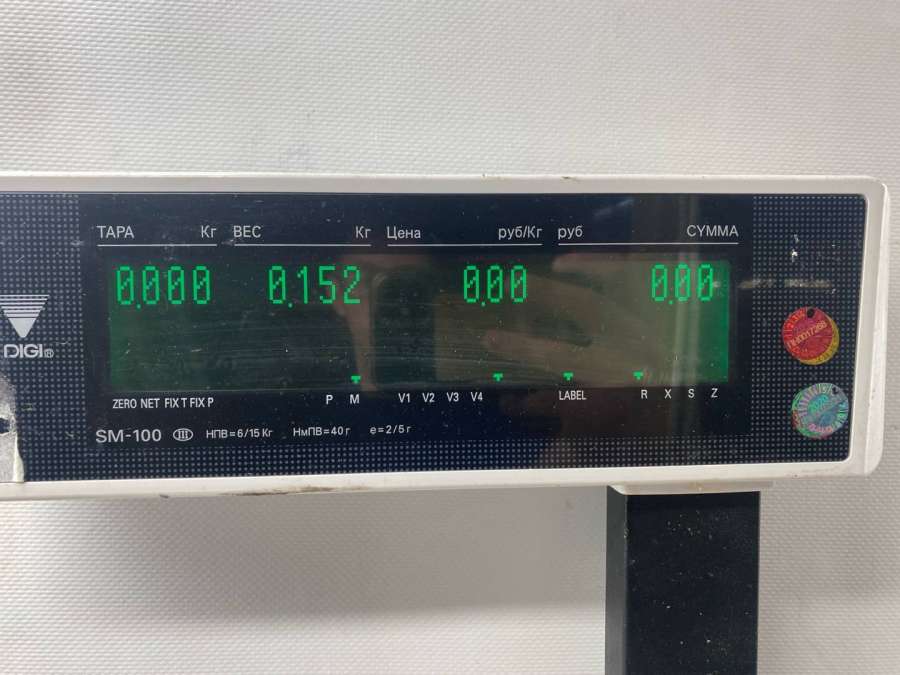 ТАРА Кг ВЕС Кг Цена руб/Кг руб СУММА
0.000 0.152 0.00 0.00
DIGI®
ZERO NET FIX T FIX P P M V1 V2 V3 V4 LABEL R X S Z
SM-100 III НПВ=6/15 Кг НмПВ=40 г e=2/5 г